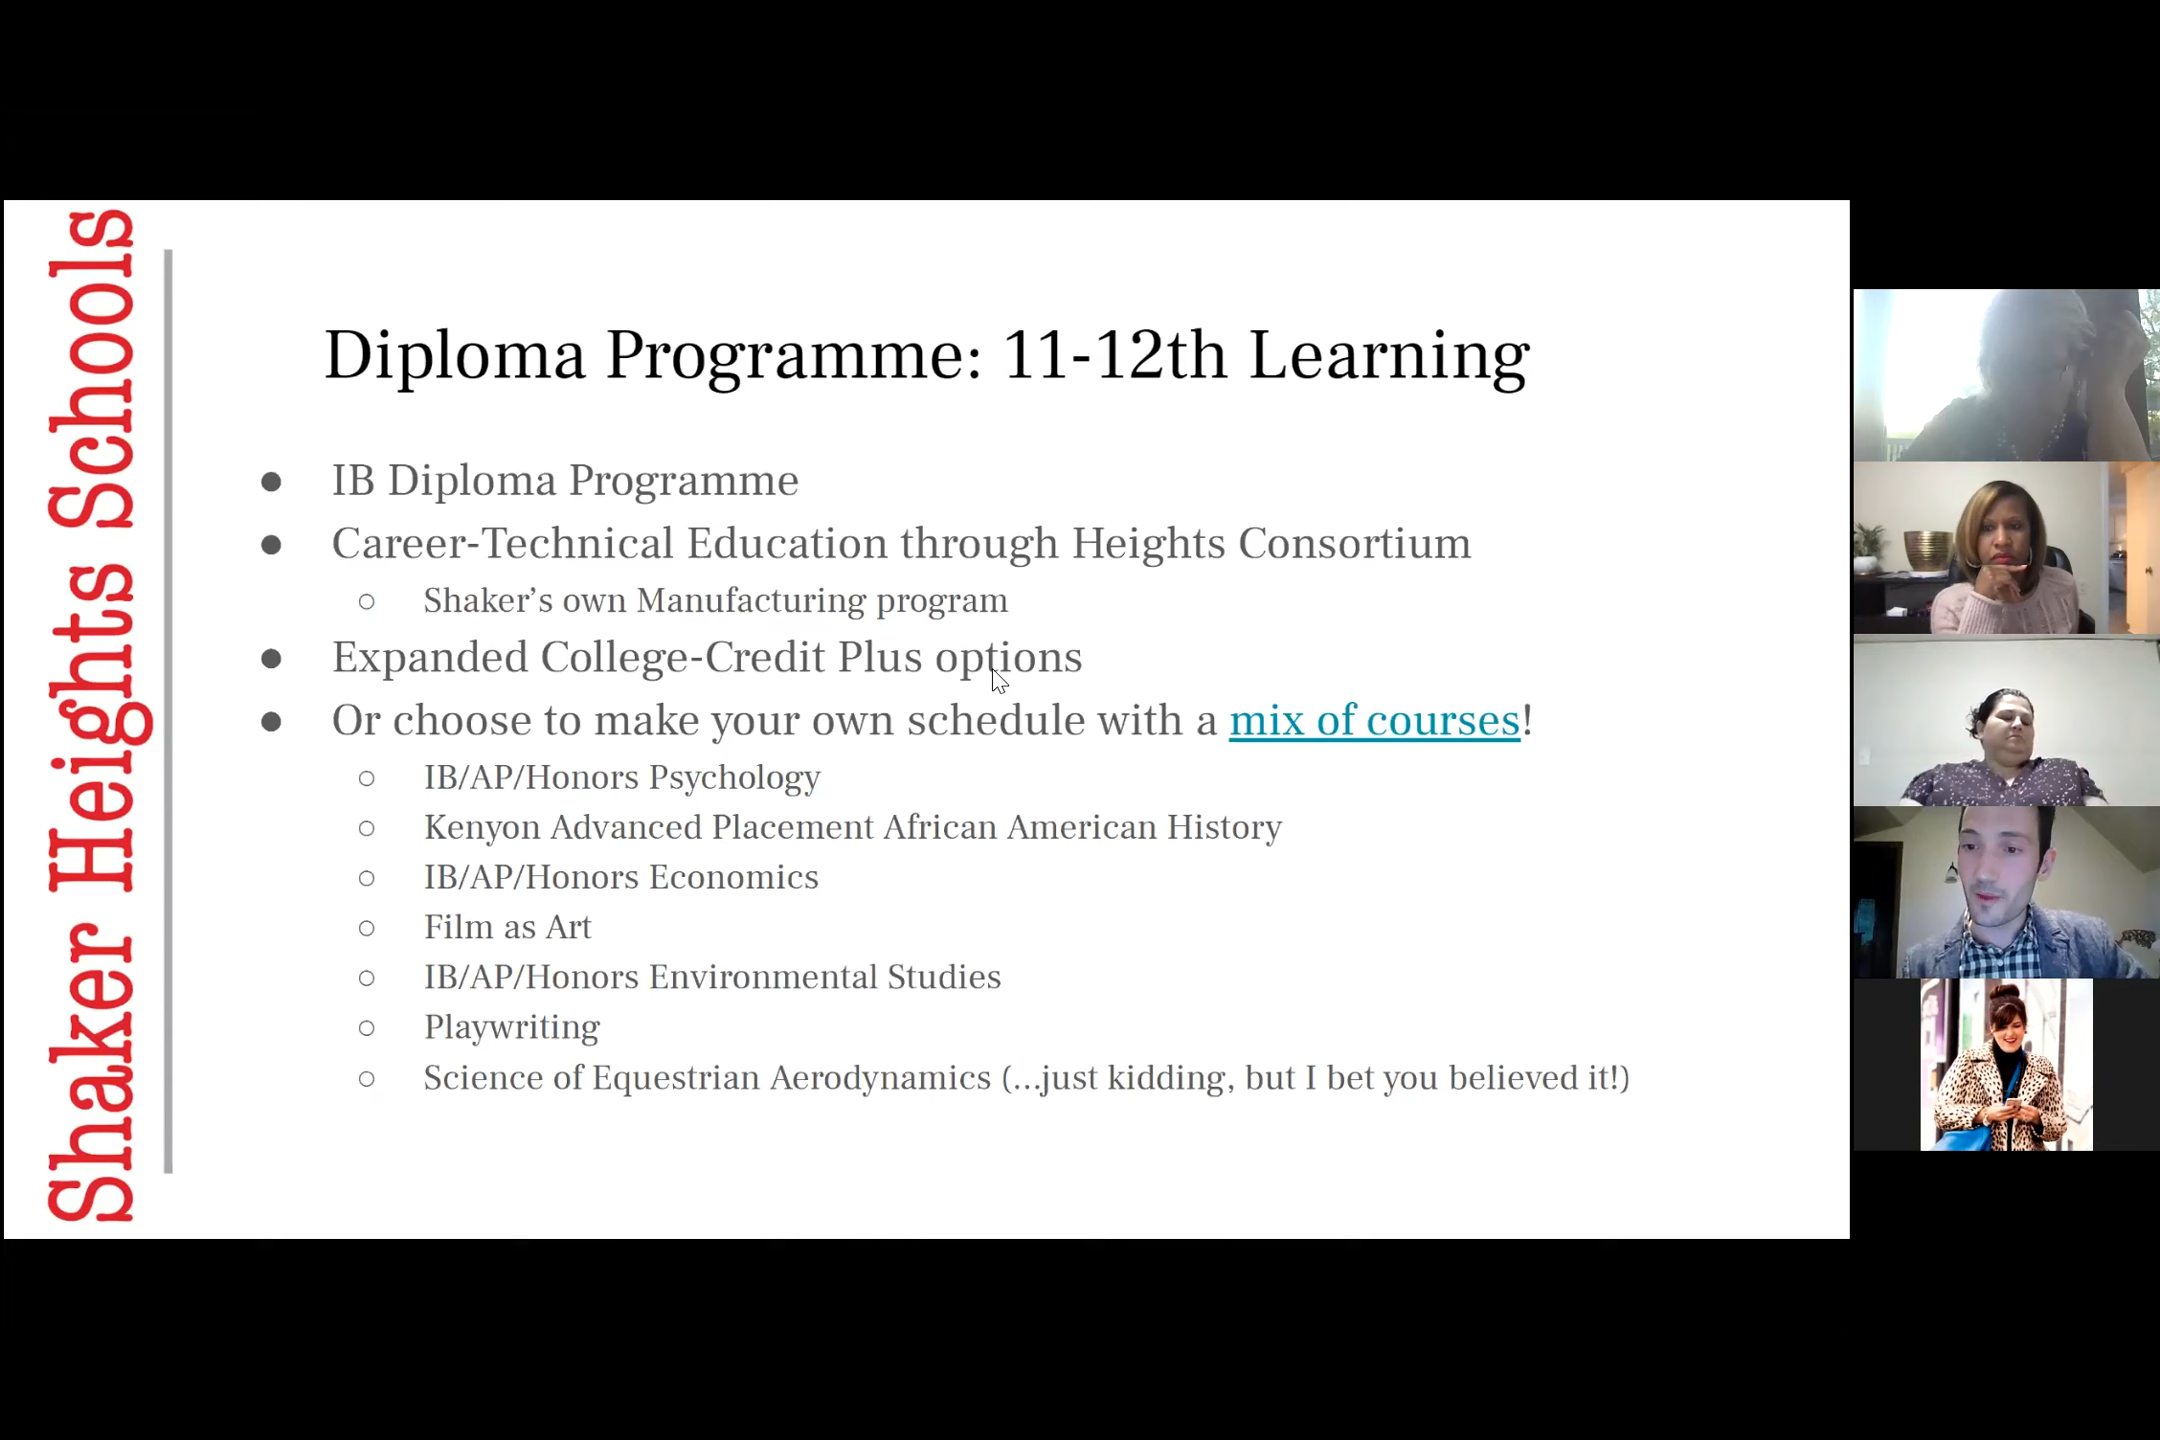 Shaker Heights Schools
Diploma Programme: 11-12th Learning
● IB Diploma Programme
● Career-Technical Education through Heights Consortium
○ Shaker’s own Manufacturing program
● Expanded College-Credit Plus options
● Or choose to make your own schedule with a mix of courses!
○ IB/AP/Honors Psychology
○ Kenyon Advanced Placement African American History
○ IB/AP/Honors Economics
○ Film as Art
○ IB/AP/Honors Environmental Studies
○ Playwriting
○ Science of Equestrian Aerodynamics (...just kidding, but I bet you believed it!)